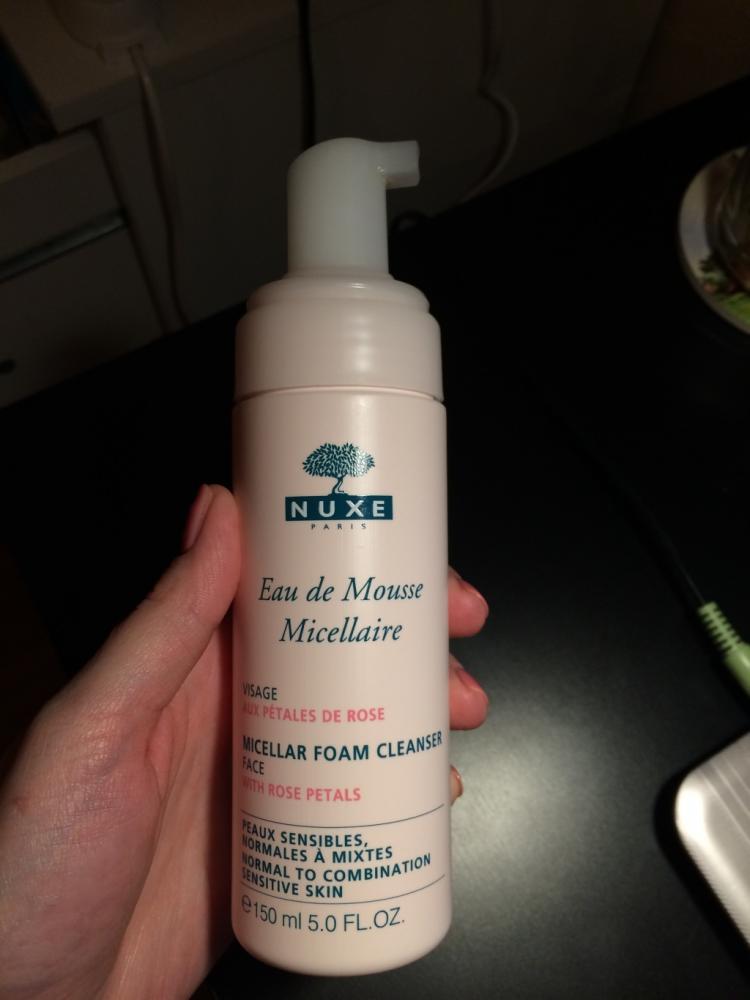 NUXE
PARIS
Eau de Mousse
Micellaire
VISAGE
AUX PÉTALES DE ROSE
MICELLAR FOAM CLEANSER
FACE
WITH ROSE PETALS
PEAUX SENSIBLES,
NORMALES À MIXTES
NORMAL TO COMBINATION
SENSITIVE SKIN
℮150 ml 5.0 FL.OZ.